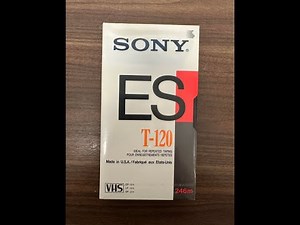 SONY
ES
T-120
IDEAL FOR REPEATED TAPING
POUR ENREGISTREMENTS RÉPÉTÉS
Made in U.S.A./Fabriqué aux États-Unis
VHS
246m